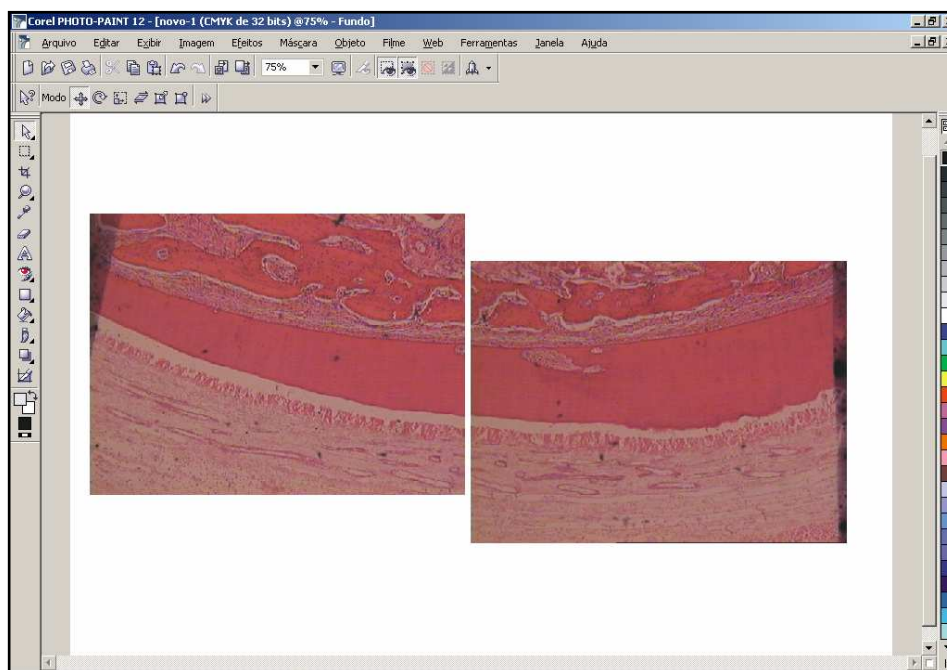 Corel PHOTO-PAINT 12 - [novo-1 (CMYK de 32 bits) @75% - Fundo]
Arquivo Editar Exibir Imagem Efeitos Máscara Objeto Filme Web Ferramentas Janela Ajuda
75%
Modo